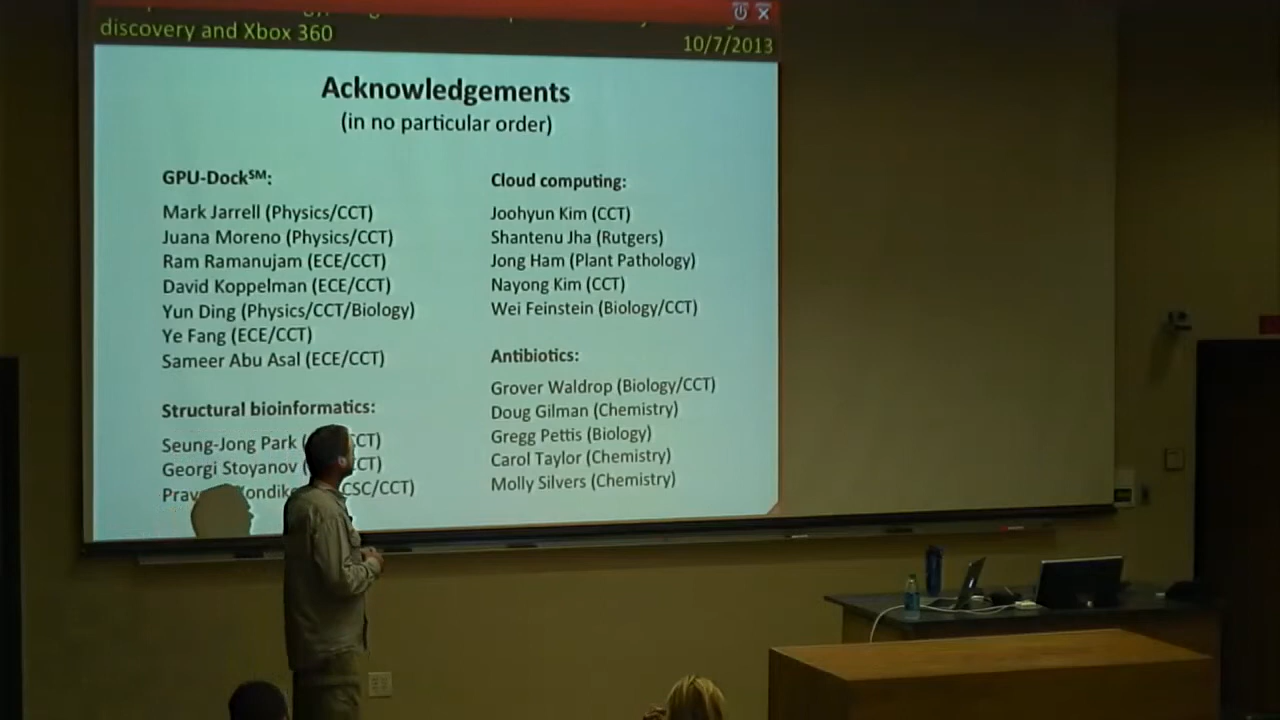 discovery and Xbox 360
10/7/2013
Acknowledgements
(in no particular order)
GPU-Dock℠:
Mark Jarrell (Physics/CCT)
Juana Moreno (Physics/CCT)
Ram Ramanujam (ECE/CCT)
David Koppelman (ECE/CCT)
Yun Ding (Physics/CCT/Biology)
Ye Fang (ECE/CCT)
Sameer Abu Asal (ECE/CCT)
Structural bioinformatics:
Seung-Jong Park
Georgi Stoyanov
CSC/CCT)
Cloud computing:
Joohyun Kim (CCT)
Shantenu Jha (Rutgers)
Jong Ham (Plant Pathology)
Nayong Kim (CCT)
Wei Feinstein (Biology/CCT)
Antibiotics:
Grover Waldrop (Biology/CCT)
Doug Gilman (Chemistry)
Gregg Pettis (Biology)
Carol Taylor (Chemistry)
Molly Silvers (Chemistry)